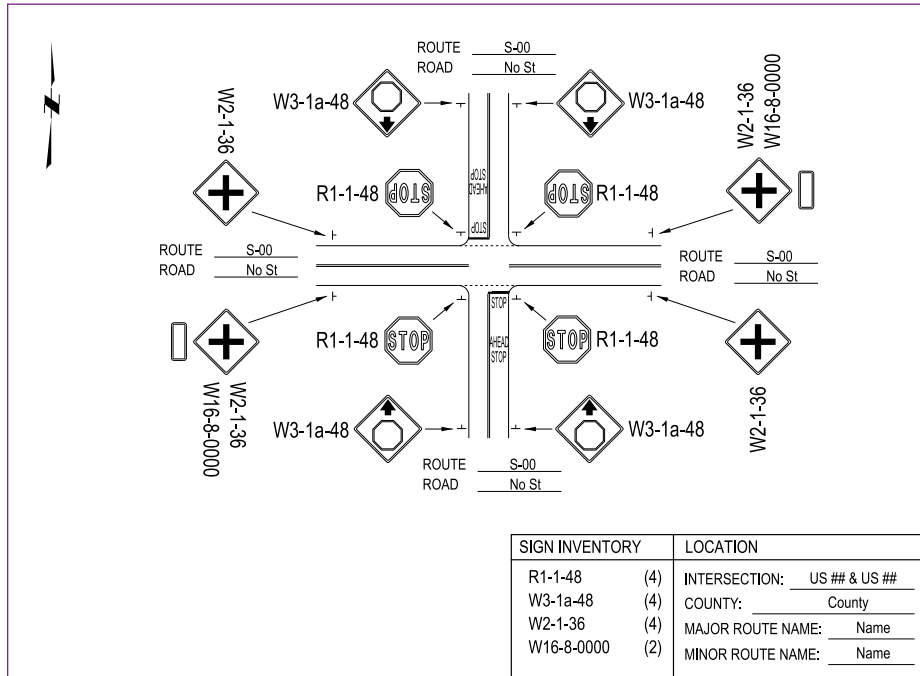 N
ROUTE S-00
ROAD No St
W3-1a-48
W3-1a-48
W2-1-36
W2-1-36
W16-8-0000
R1-1-48
STOP
STOP
R1-1-48
AHEAD
STOP
STOP
ROUTE S-00
ROAD No St
ROUTE S-00
ROAD No St
R1-1-48
STOP
STOP
R1-1-48
STOP
AHEAD
STOP
W2-1-36
W16-8-0000
W2-1-36
W3-1a-48
W3-1a-48
ROUTE S-00
ROAD No St
SIGN INVENTORY
R1-1-48 (4)
W3-1a-48 (4)
W2-1-36 (4)
W16-8-0000 (2)
LOCATION
INTERSECTION: US ## & US ##
COUNTY: County
MAJOR ROUTE NAME: Name
MINOR ROUTE NAME: Name